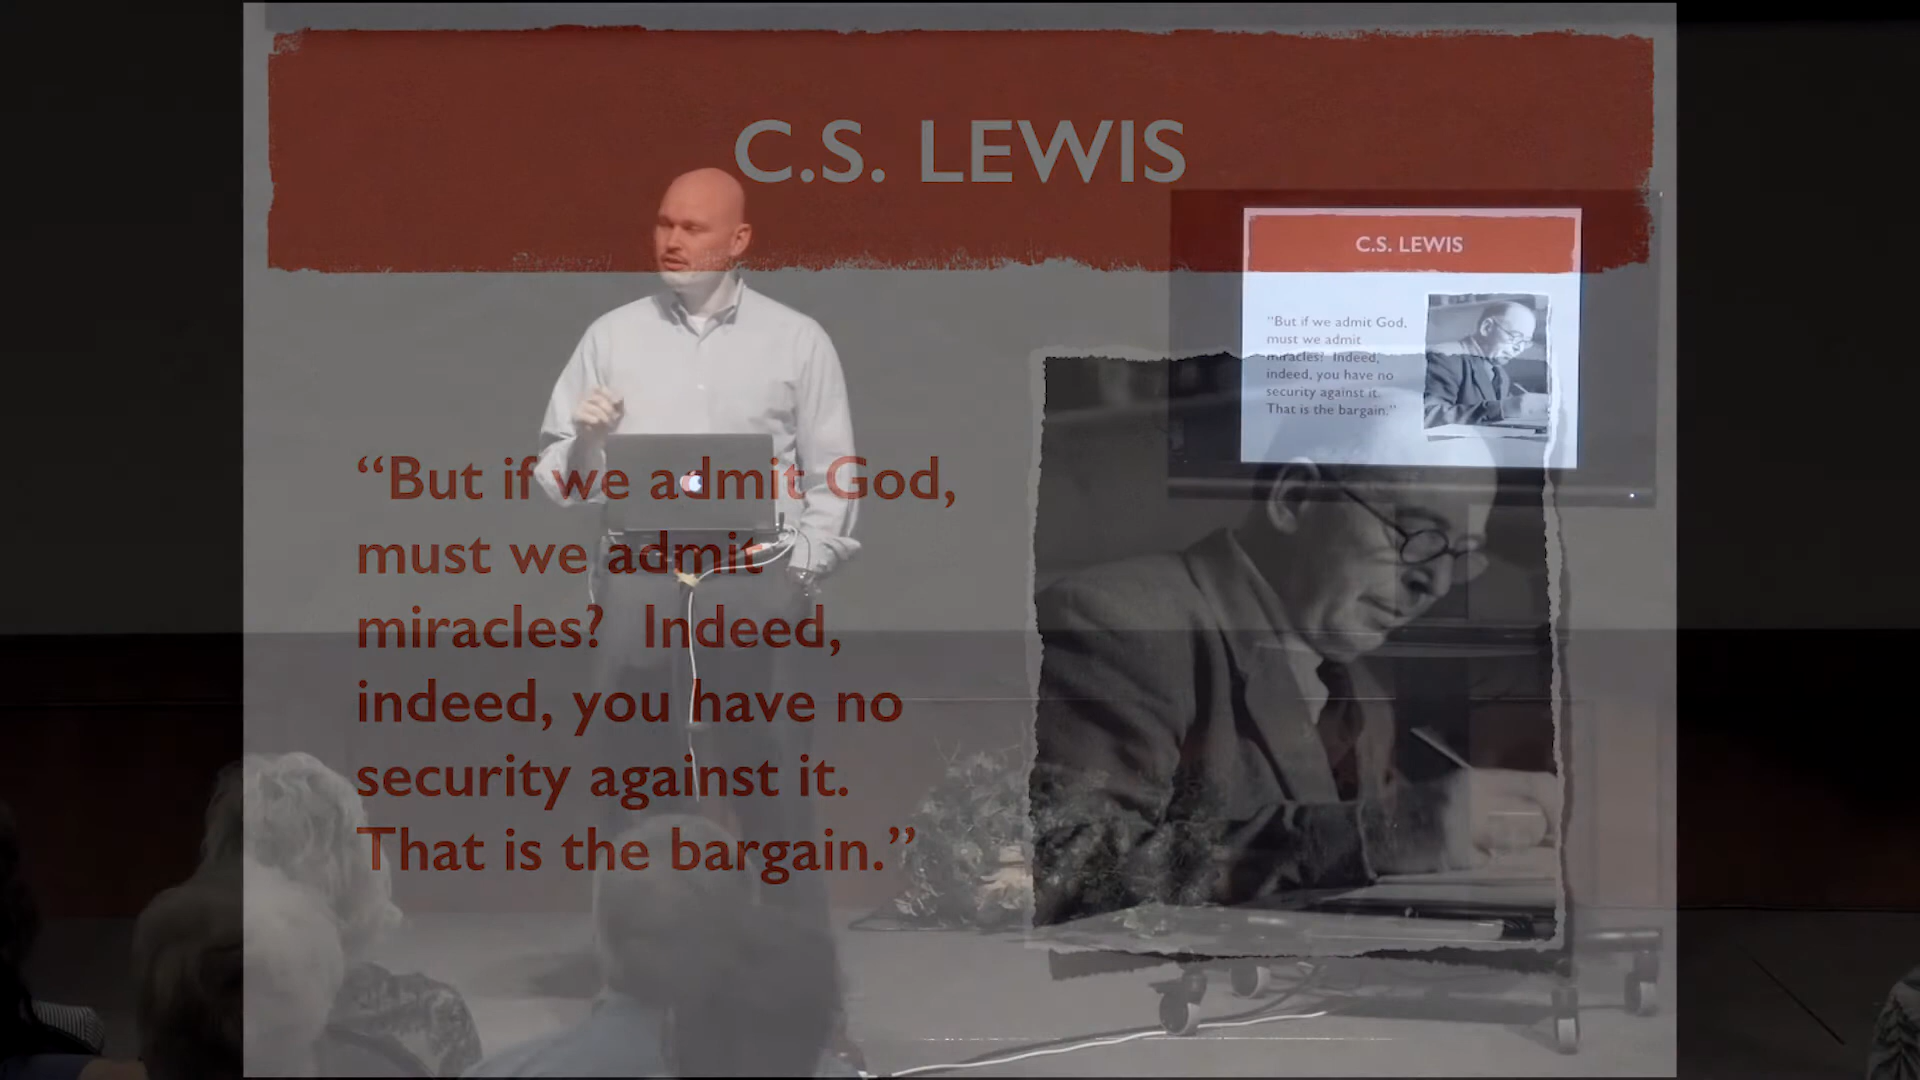 C.S. LEWIS
“But if we admit God,
must we admit
miracles?  Indeed,
indeed, you have no
security against it.
That is the bargain.”
C.S. LEWIS
“But if we admit God,
must we admit
miracles?  Indeed,
indeed, you have no
security against it.
That is the bargain.”